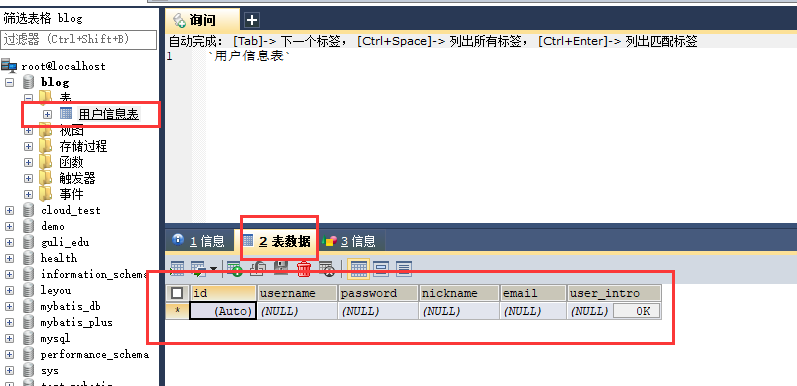 筛选表格 blog
过滤器 (Ctrl+Shift+B)
root@localhost
blog
表
用户信息表
视图
存储过程
函数
触发器
事件
cloud_test
demo
guli_edu
health
information_schema
leyou
mybatis_db
mybatis_plus
mysql
performance_schema
sys
询问
自动完成: [Tab]-> 下一个标签, [Ctrl+Space]-> 列出所有标签, [Ctrl+Enter]-> 列出匹配标签
1 `用户信息表`
1 信息 2 表数据 3 信息
id username password nickname email user_intro
* (Auto) (NULL) (NULL) (NULL) (NULL) (NULL) 0K